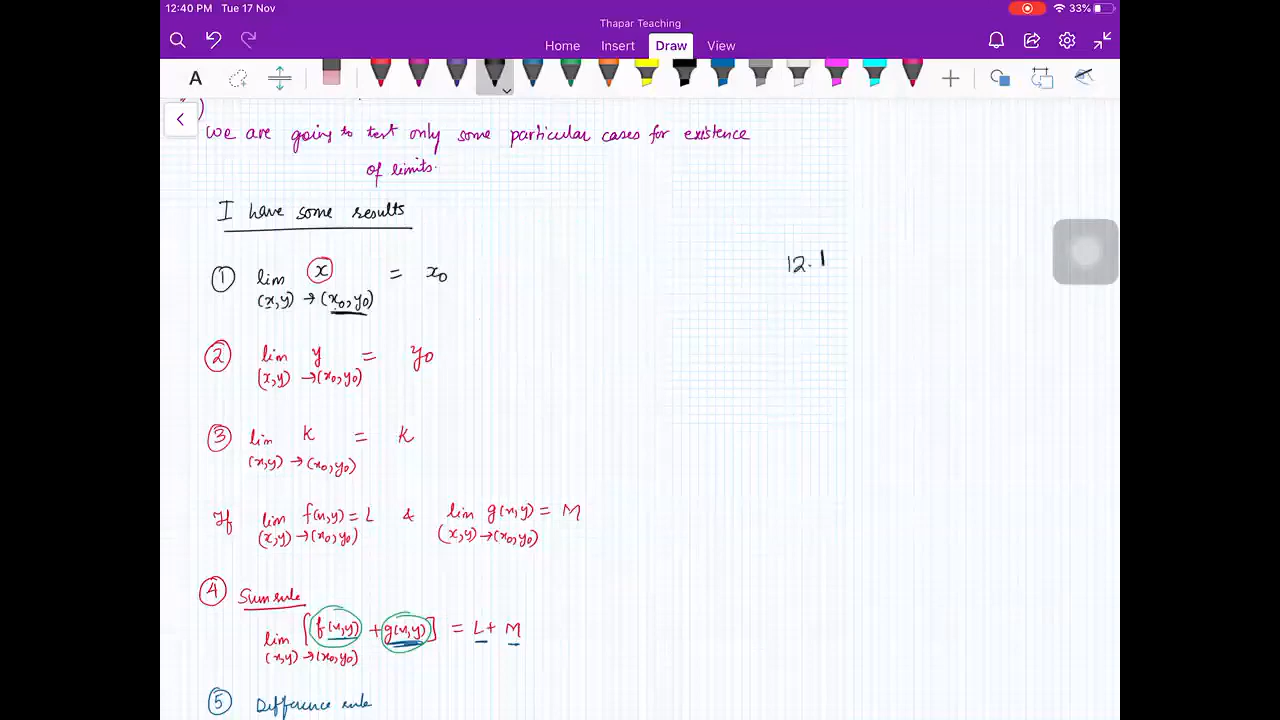 12:40 PM Tue 17 Nov
33%
Thapar Teaching
Home Insert Draw View
A
we are going to test only some particular cases for existence
of limits.
I have some results
① lim x = x₀
(x,y) → (x₀,y₀)
12.1
② lim y = y₀
(x,y) → (x₀,y₀)
③ lim K = K
(x,y) → (x₀,y₀)
If lim f(x,y) = L & lim g(x,y) = M
(x,y) → (x₀,y₀) (x,y) → (x₀,y₀)
④ Sum rule
lim [f(x,y) + g(x,y)] = L + M
(x,y) → (x₀,y₀)
⑤ Difference rule